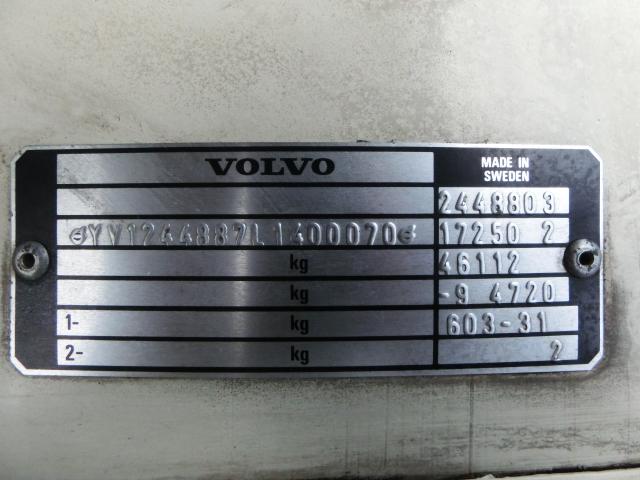 VOLVO MADE IN
SWEDEN
2448803
YV1244887L1400070 17250 2
kg 46112
kg -9 4720
1- kg 603-31
2- kg 2